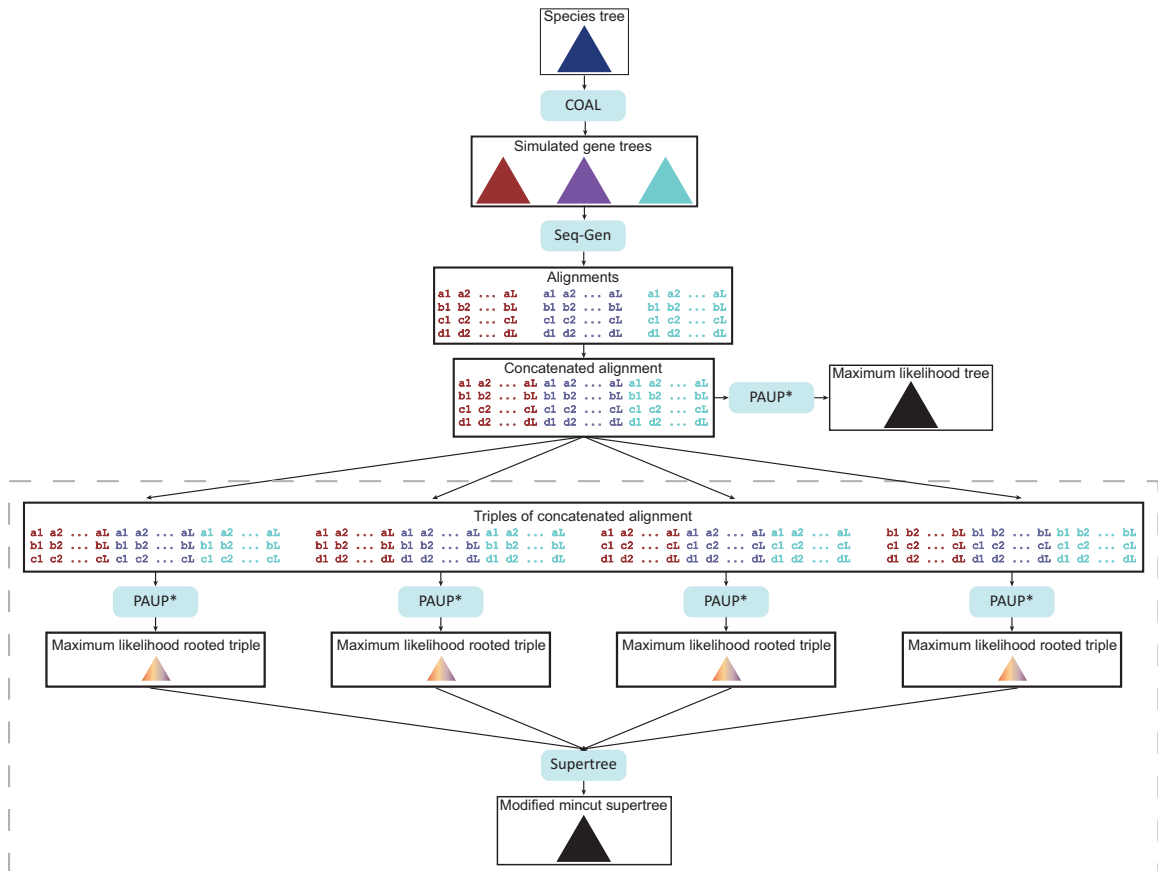 Species tree
COAL
Simulated gene trees
Seq-Gen
Alignments
a1 a2 ... aL a1 a2 ... aL a1 a2 ... aL
b1 b2 ... bL b1 b2 ... bL b1 b2 ... bL
c1 c2 ... cL c1 c2 ... cL c1 c2 ... cL
d1 d2 ... dL d1 d2 ... dL d1 d2 ... dL
Concatenated alignment
a1 a2 ... aL a1 a2 ... aL a1 a2 ... aL
b1 b2 ... bL b1 b2 ... bL b1 b2 ... bL
c1 c2 ... cL c1 c2 ... cL c1 c2 ... cL
d1 d2 ... dL d1 d2 ... dL d1 d2 ... dL
PAUP*
Maximum likelihood tree
Triples of concatenated alignment
a1 a2 ... aL a1 a2 ... aL a1 a2 ... aL
b1 b2 ... bL b1 b2 ... bL b1 b2 ... bL
c1 c2 ... cL c1 c2 ... cL c1 c2 ... cL
a1 a2 ... aL a1 a2 ... aL a1 a2 ... aL
b1 b2 ... bL b1 b2 ... bL b1 b2 ... bL
d1 d2 ... dL d1 d2 ... dL d1 d2 ... dL
a1 a2 ... aL a1 a2 ... aL a1 a2 ... aL
c1 c2 ... cL c1 c2 ... cL c1 c2 ... cL
d1 d2 ... dL d1 d2 ... dL d1 d2 ... dL
b1 b2 ... bL b1 b2 ... bL b1 b2 ... bL
c1 c2 ... cL c1 c2 ... cL c1 c2 ... cL
d1 d2 ... dL d1 d2 ... dL d1 d2 ... dL
PAUP*
PAUP*
PAUP*
PAUP*
Maximum likelihood rooted triple
Maximum likelihood rooted triple
Maximum likelihood rooted triple
Maximum likelihood rooted triple
Supertree
Modified mincut supertree